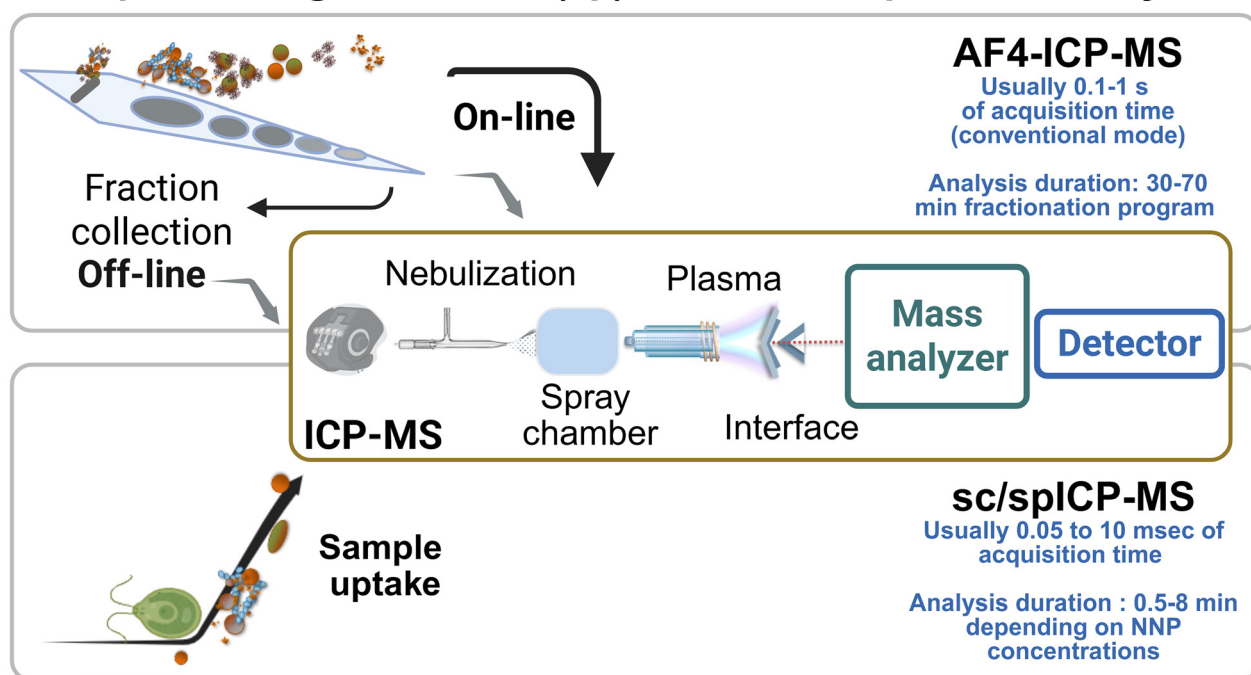 AF4-ICP-MS
Usually 0.1-1 s
of acquisition time
(conventional mode)
Analysis duration: 30-70
min fractionation program
On-line
Fraction
collection
Off-line
Nebulization
Plasma
Mass
analyzer
Detector
Spray
chamber
Interface
ICP-MS
sc/spICP-MS
Usually 0.05 to 10 msec of
acquisition time
Analysis duration : 0.5-8 min
depending on NNP
concentrations
Sample
uptake